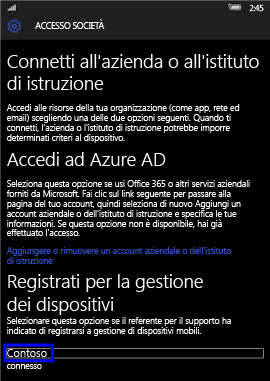 2:45
ACCESSO SOCIETÀ
Connetti all'azienda o all'istituto
di istruzione
Accedi alle risorse della tua organizzazione (come app, rete ed
email) scegliendo una delle due opzioni seguenti. Quando ti
connetti, l'azienda o l'istituto di istruzione potrebbe imporre
determinati criteri al dispositivo.
Accedi ad Azure AD
Seleziona questa opzione se usi Office 365 o altri servizi aziendali
forniti da Microsoft. Fai clic sul link seguente per passare alla
pagina del tuo account, quindi seleziona di nuovo Aggiungi un
account aziendale o dell'istituto di istruzione e specifica le tue
informazioni. Se questa opzione non è disponibile, hai già
effettuato l'accesso.
Aggiungere o rimuovere un account aziendale o dell'istituto
di istruzione
Registrati per la gestione
dei dispositivi
Selezionare questa opzione se il referente per il supporto ha
indicato di registrarsi a gestione di dispositivi mobili.
Contoso
connesso